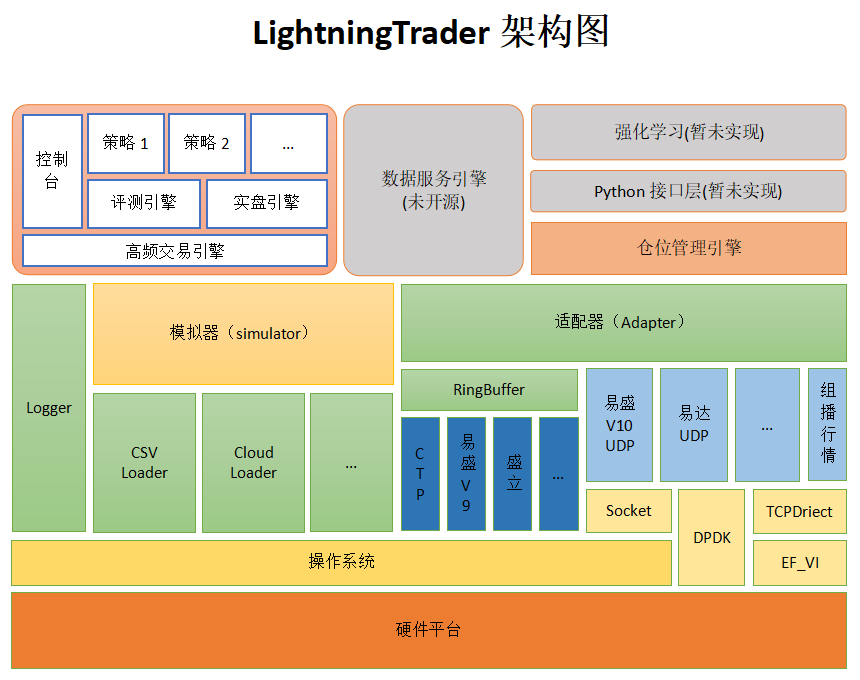 LightningTrader 架构图
控制
台
策略 1
策略 2
...
评测引擎
实盘引擎
高频交易引擎
数据服务引擎
(未开源)
强化学习(暂未实现)
Python 接口层(暂未实现)
仓位管理引擎
Logger
模拟器（simulator）
适配器（Adapter）
CSV
Loader
Cloud
Loader
...
RingBuffer
C
T
P
易
盛
V
9
盛
立
...
易盛
V10
UDP
易达
UDP
...
组
播
行
情
Socket
DPDK
TCPDriect
EF_VI
操作系统
硬件平台